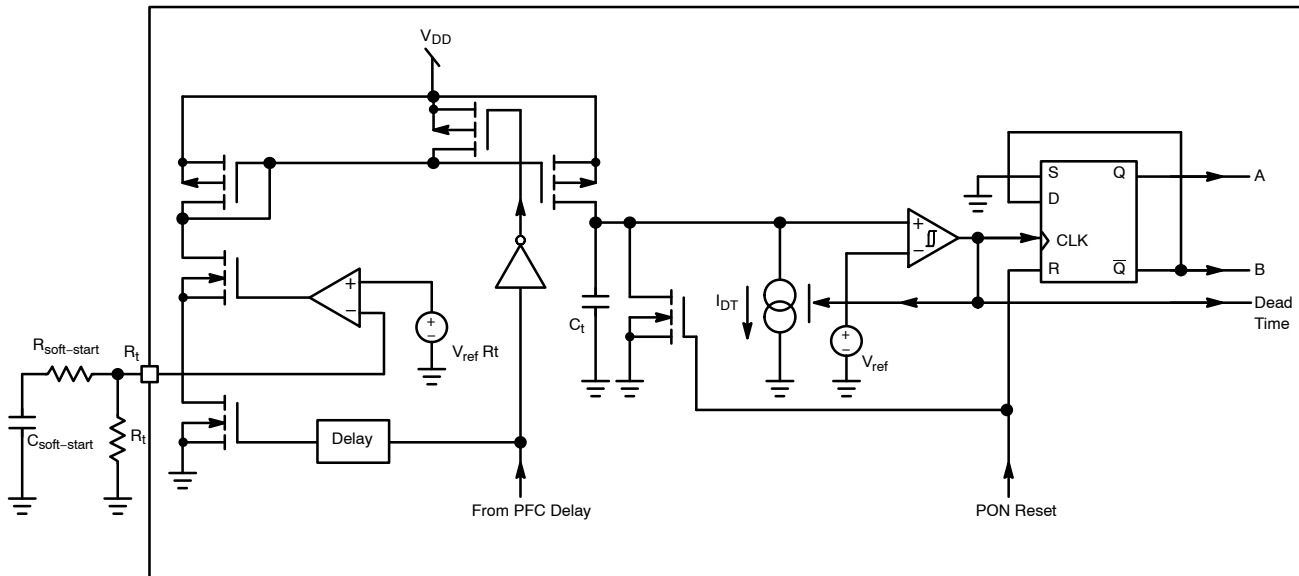 VDD
S
Q
A
D
+
−
CLK
+
R
Q
B
IDT
−
Ct
+
−
Dead
Time
Rsoft−start
Rt
Vref Rt
+
−
Vref
Csoft−start
Rt
Delay
From PFC Delay
PON Reset